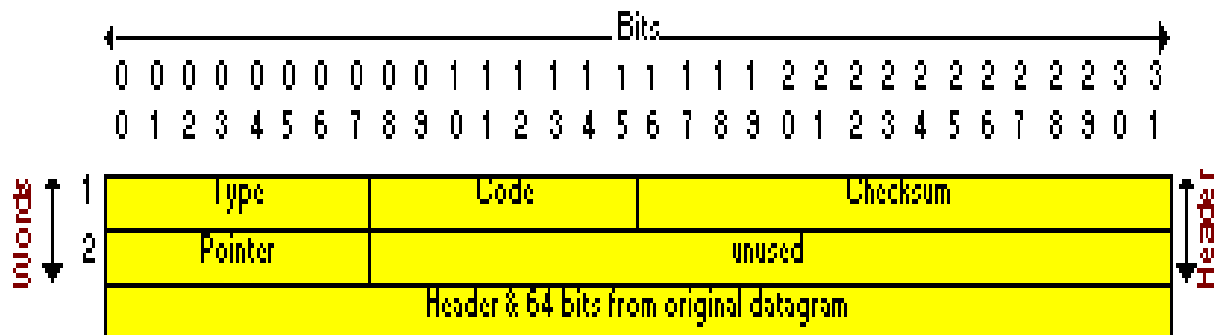 Bits
0 0 0 0 0 0 0 0 0 0 1 1 1 1 1 1 1 1 1 1 2 2 2 2 2 2 2 2 2 2 3 3
0 1 2 3 4 5 6 7 8 9 0 1 2 3 4 5 6 7 8 9 0 1 2 3 4 5 6 7 8 9 0 1
Words
1 Type Code Checksum
Header
2 Pointer unused
Header & 64 bits from original datagram